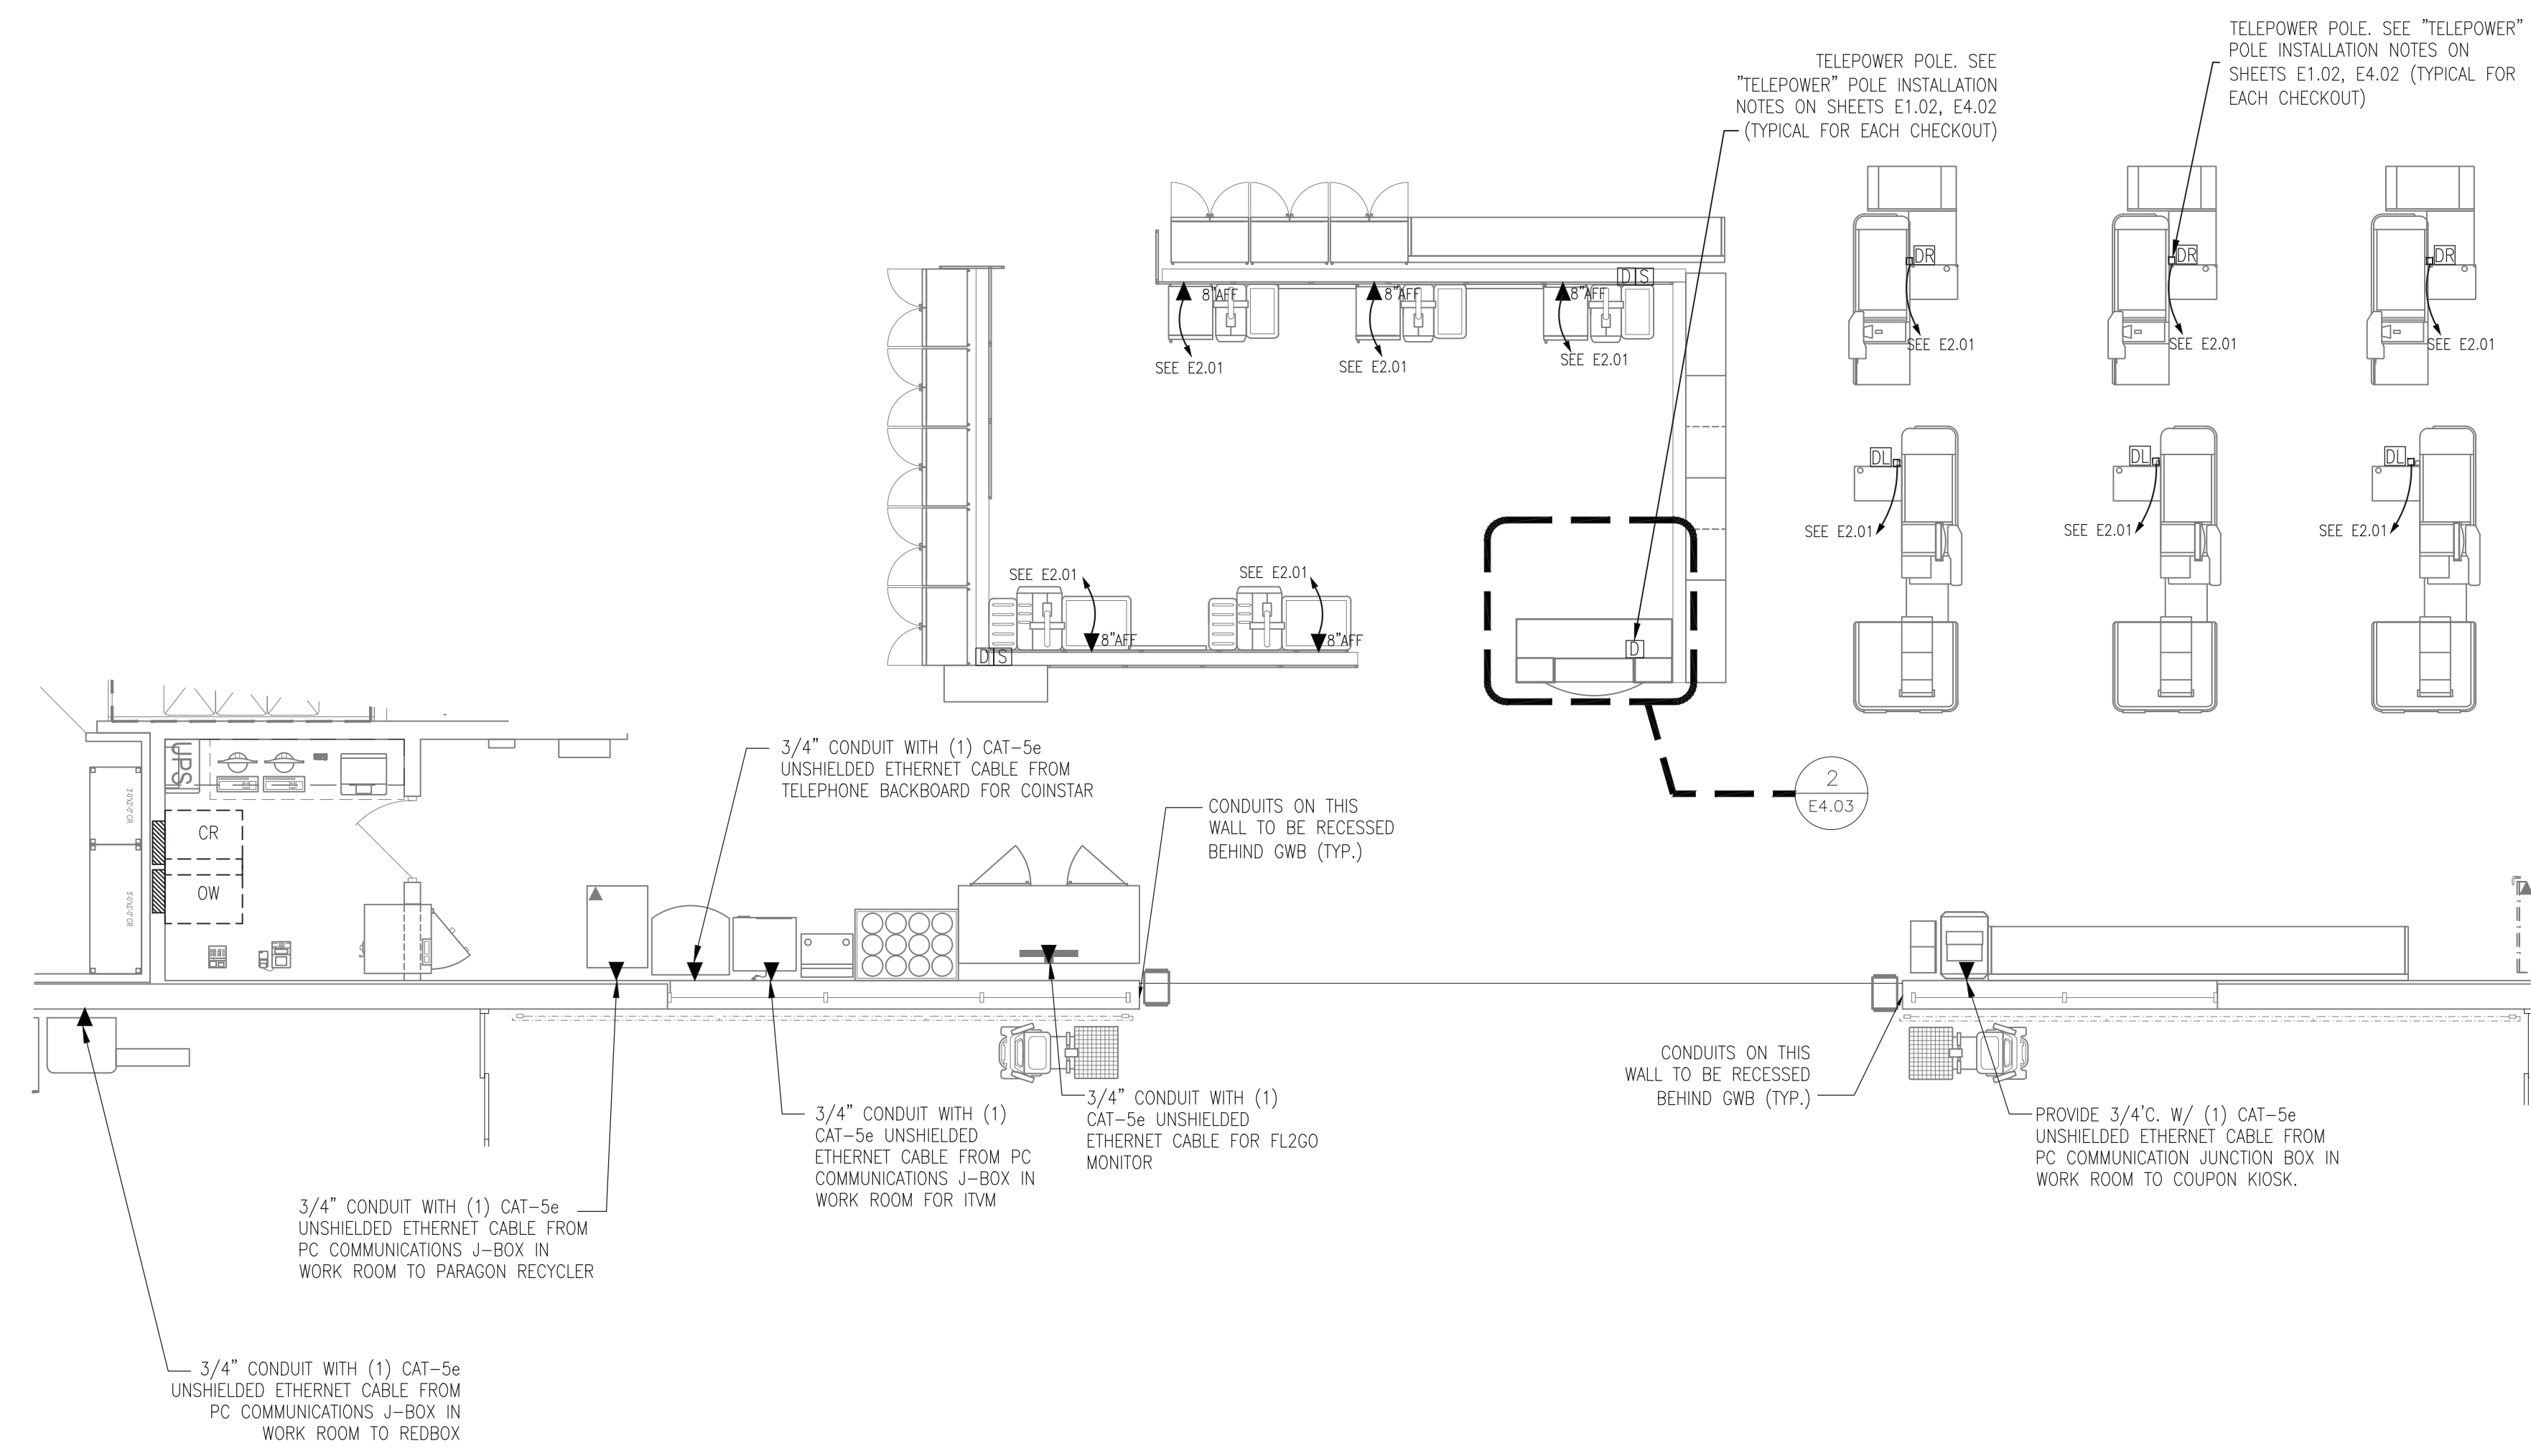 TELEPOWER POLE. SEE "TELEPOWER"
POLE INSTALLATION NOTES ON
SHEETS E1.02, E4.02 (TYPICAL FOR
EACH CHECKOUT)
TELEPOWER POLE. SEE
"TELEPOWER" POLE INSTALLATION
NOTES ON SHEETS E1.02, E4.02
(TYPICAL FOR EACH CHECKOUT)
DR
DR
DR
D S
8"AFF
8"AFF
8"AFF
SEE E2.01
SEE E2.01
SEE E2.01
SEE E2.01
SEE E2.01
SEE E2.01
DL
DL
DL
SEE E2.01
SEE E2.01
SEE E2.01
SEE E2.01
SEE E2.01
8"AFF
8"AFF
D S
D
2
E4.03
UPS
3'-0"X2'-0" CR
5'-0"X2'-0" CR
CR
OW
3/4" CONDUIT WITH (1) CAT-5e
UNSHIELDED ETHERNET CABLE FROM
TELEPHONE BACKBOARD FOR COINSTAR
CONDUITS ON THIS
WALL TO BE RECESSED
BEHIND GWB (TYP.)
CONDUITS ON THIS
WALL TO BE RECESSED
BEHIND GWB (TYP.)
3/4" CONDUIT WITH (1)
CAT-5e UNSHIELDED
ETHERNET CABLE FOR FL2GO
MONITOR
3/4" CONDUIT WITH (1)
CAT-5e UNSHIELDED
ETHERNET CABLE FROM PC
COMMUNICATIONS J-BOX IN
WORK ROOM FOR ITVM
PROVIDE 3/4'C. W/ (1) CAT-5e
UNSHIELDED ETHERNET CABLE FROM
PC COMMUNICATION JUNCTION BOX IN
WORK ROOM TO COUPON KIOSK.
3/4" CONDUIT WITH (1) CAT-5e
UNSHIELDED ETHERNET CABLE FROM
PC COMMUNICATIONS J-BOX IN
WORK ROOM TO PARAGON RECYCLER
3/4" CONDUIT WITH (1) CAT-5e
UNSHIELDED ETHERNET CABLE FROM
PC COMMUNICATIONS J-BOX IN
WORK ROOM TO REDBOX